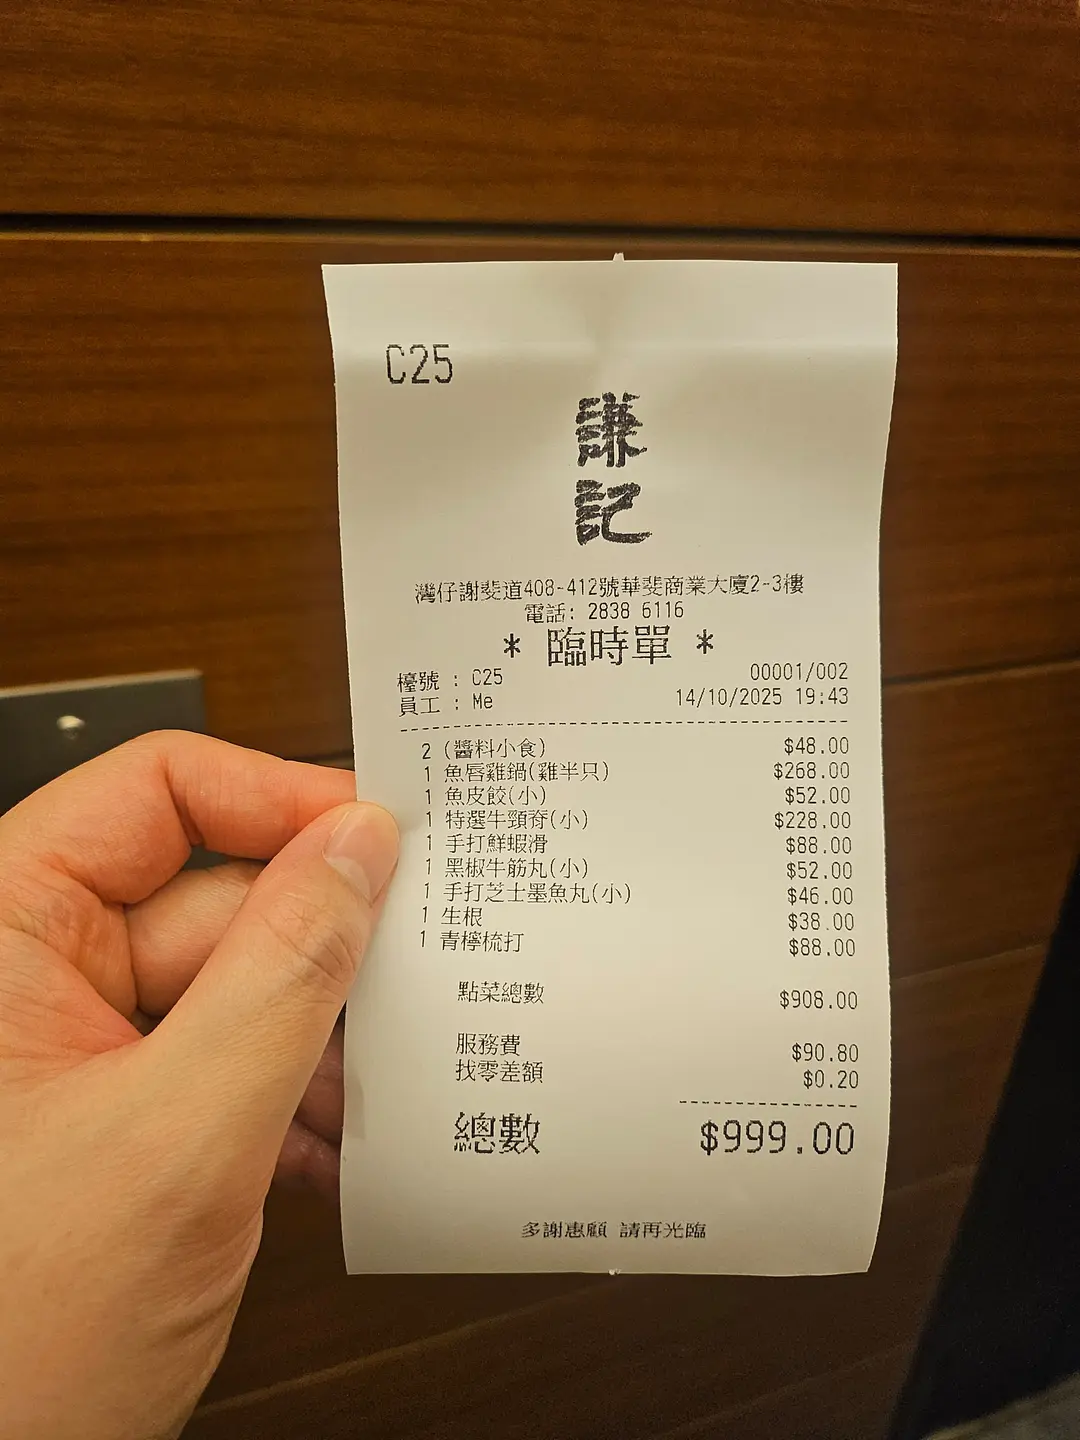 C25
謙
記
灣仔謝斐道408-412號華斐商業大廈2-3樓
電話: 2838 6116
* 臨時單 *
檯號 : C25 00001/002
員工 : Me 14/10/2025 19:43
2 (醬料小食) $48.00
1 魚唇雞鍋(雞半只) $268.00
1 魚皮餃(小) $52.00
1 特選牛頸脊(小) $228.00
1 手打鮮蝦滑 $88.00
1 黑椒牛筋丸(小) $52.00
1 手打芝士墨魚丸(小) $46.00
1 生根 $38.00
1 青檸梳打 $88.00
點菜總數 $908.00
服務費 $90.80
找零差額 $0.20
總數 $999.00
多謝惠顧 請再光臨